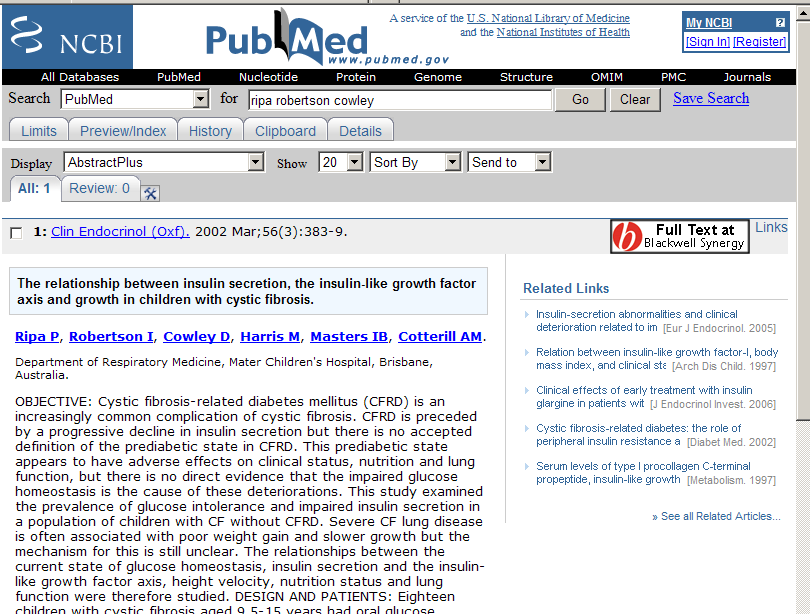 NCBI
PubMed
www.pubmed.gov
A service of the U.S. National Library of Medicine
and the National Institutes of Health
My NCBI ?
[Sign In] [Register]
All Databases PubMed Nucleotide Protein Genome Structure OMIM PMC Journals
Search PubMed for ripa robertson cowley Go Clear Save Search
Limits Preview/Index History Clipboard Details
Display AbstractPlus Show 20 Sort By Send to
All: 1 Review: 0
1: Clin Endocrinol (Oxf). 2002 Mar;56(3):383-9.
Full Text at
Blackwell Synergy
Links
The relationship between insulin secretion, the insulin-like growth factor
axis and growth in children with cystic fibrosis.
Ripa P, Robertson I, Cowley D, Harris M, Masters IB, Cotterill AM.
Department of Respiratory Medicine, Mater Children's Hospital, Brisbane,
Australia.
OBJECTIVE: Cystic fibrosis-related diabetes mellitus (CFRD) is an
increasingly common complication of cystic fibrosis. CFRD is preceded
by a progressive decline in insulin secretion but there is no accepted
definition of the prediabetic state in CFRD. This prediabetic state
appears to have adverse effects on clinical status, nutrition and lung
function, but there is no direct evidence that the impaired glucose
homeostasis is the cause of these deteriorations. This study examined
the prevalence of glucose intolerance and impaired insulin secretion in
a population of children with CF without CFRD. Severe CF lung disease
is often associated with poor weight gain and slower growth but the
mechanism for this is still unclear. The relationships between the
current state of glucose homeostasis, insulin secretion and the insulin-
like growth factor axis, height velocity, nutrition status and lung
function were therefore studied. DESIGN AND PATIENTS: Eighteen
children with cystic fibrosis aged 9.5-15 years had oral glucose
Related Links
Insulin-secretion abnormalities and clinical
deterioration related to im [Eur J Endocrinol. 2005]
Relation between insulin-like growth factor-I, body
mass index, and clinical sta [Arch Dis Child. 1997]
Clinical effects of early treatment with insulin
glargine in patients wit [J Endocrinol Invest. 2006]
Cystic fibrosis-related diabetes: the role of
peripheral insulin resistance a [Diabet Med. 2002]
Serum levels of type I procollagen C-terminal
propeptide, insulin-like growth [Metabolism. 1997]
» See all Related Articles...